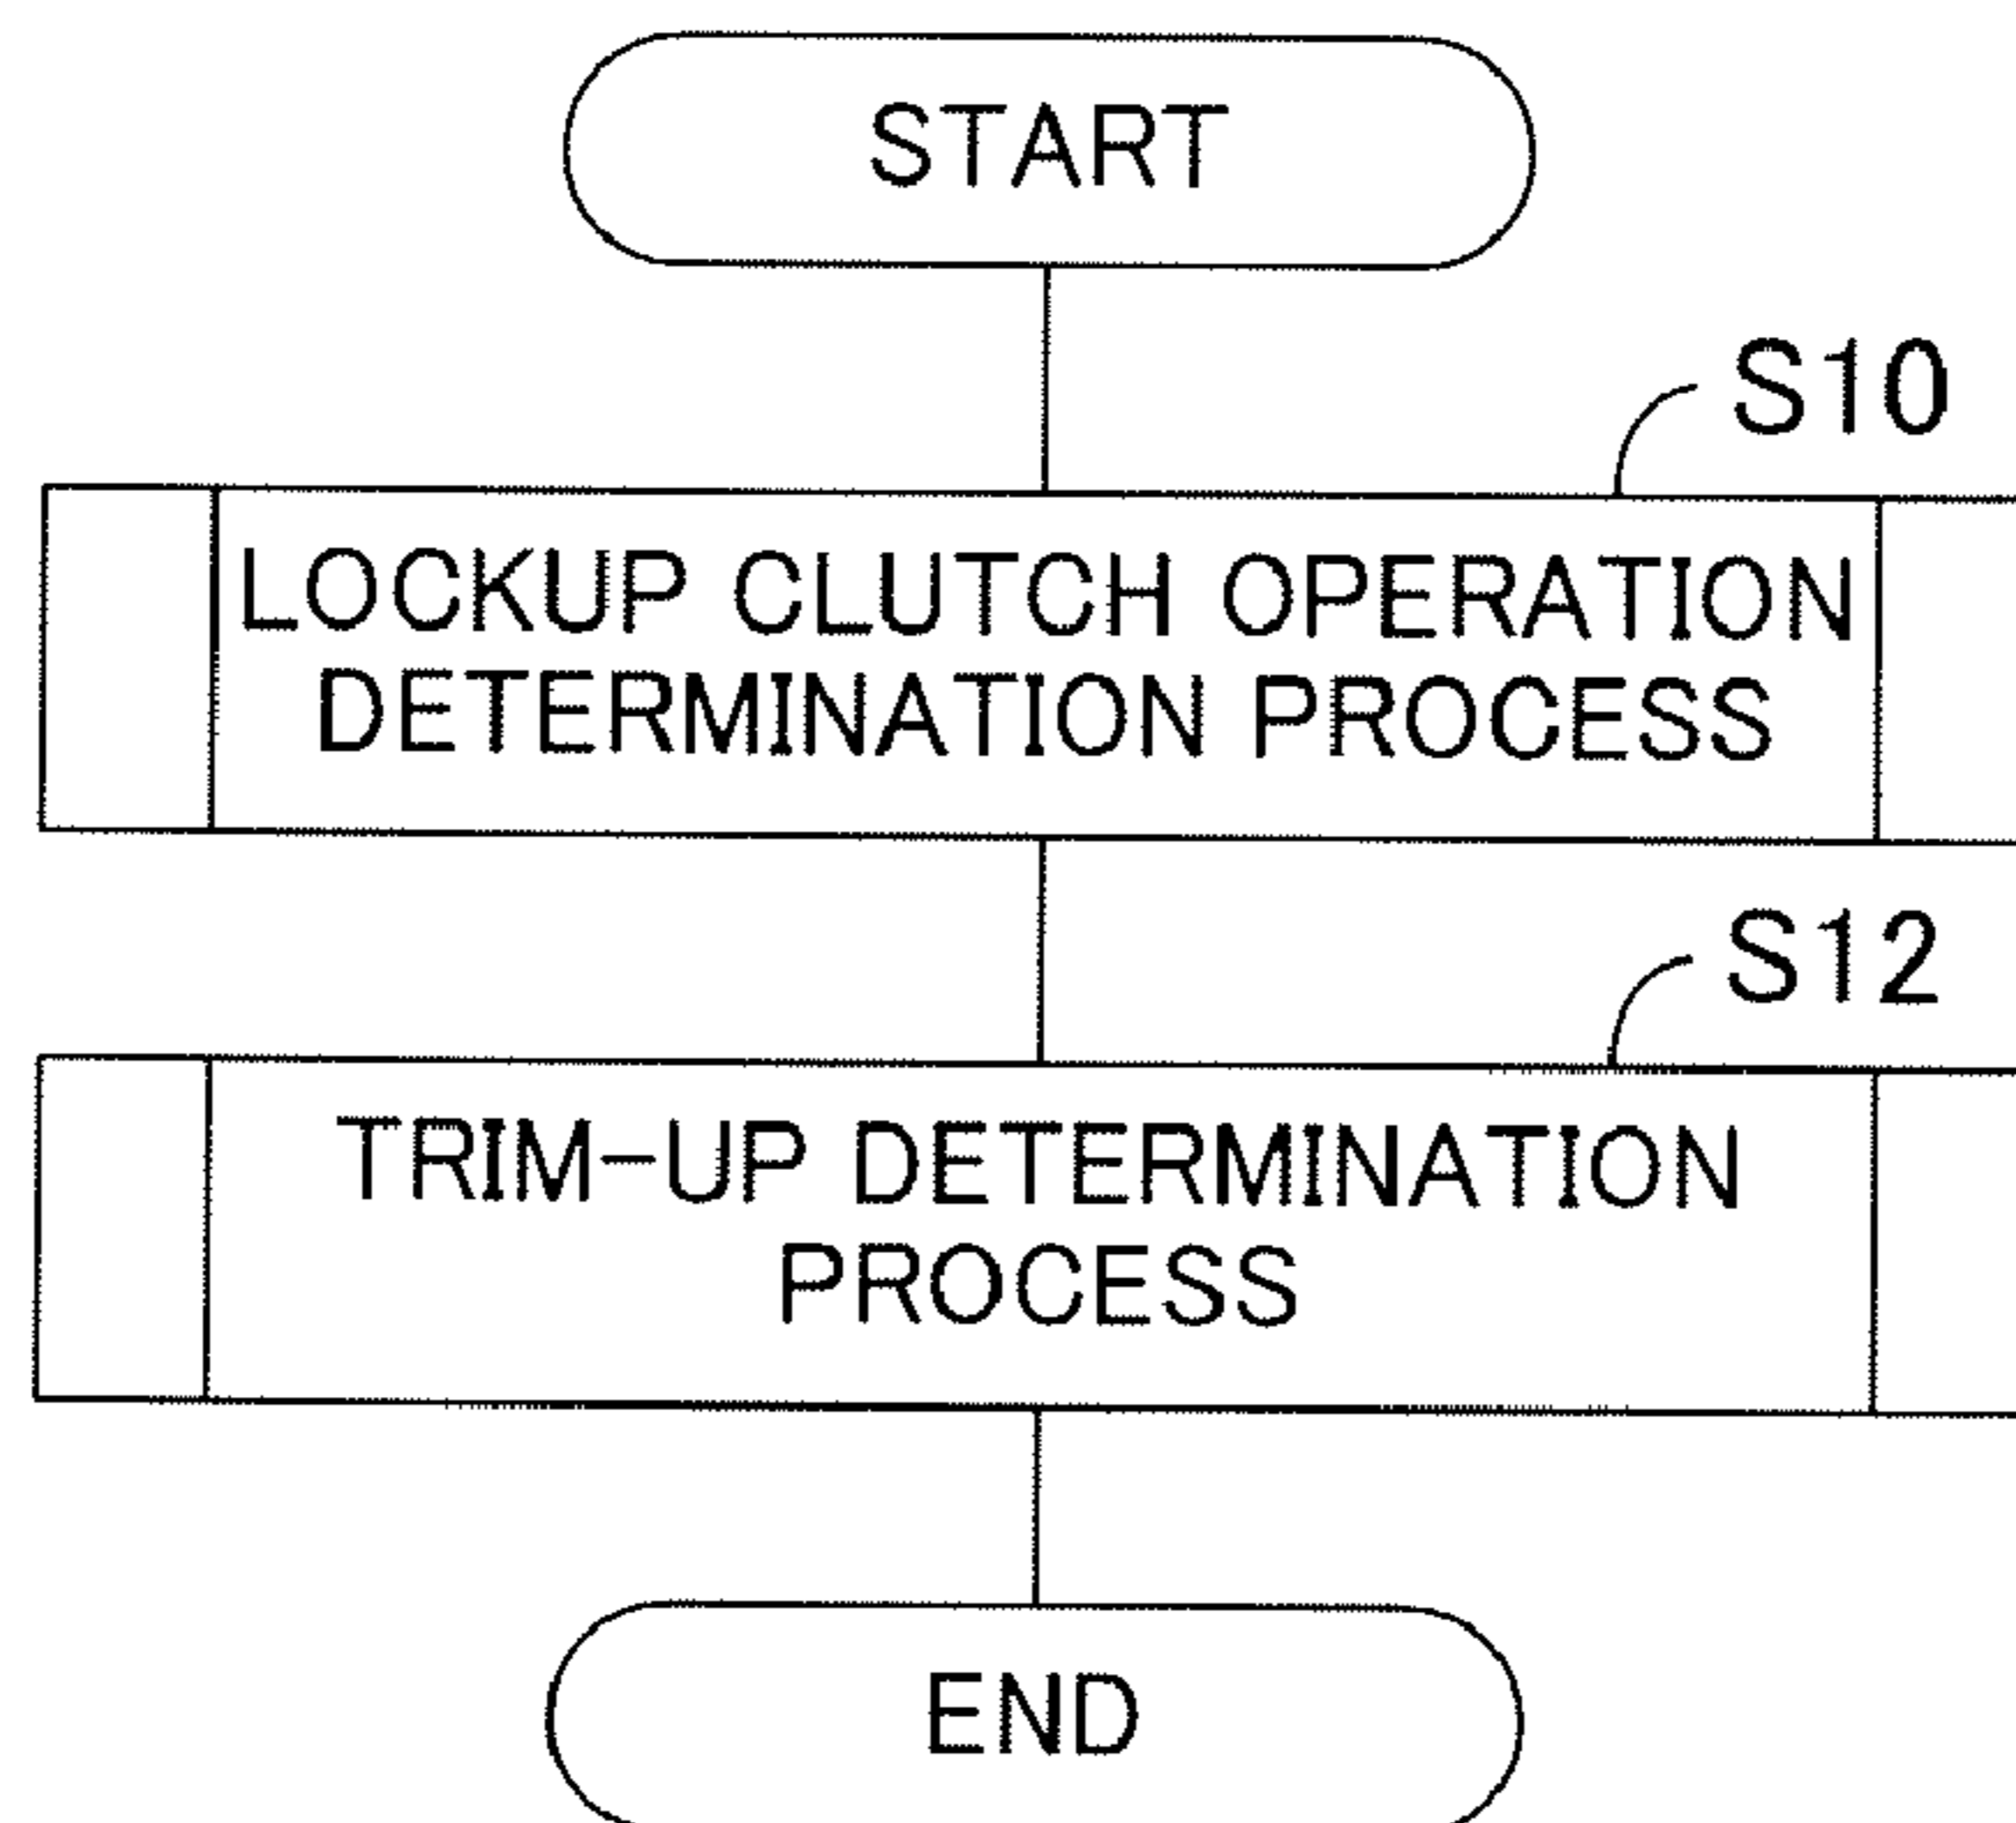 START
S10
LOCKUP CLUTCH OPERATION
DETERMINATION PROCESS
S12
TRIM-UP DETERMINATION
PROCESS
END